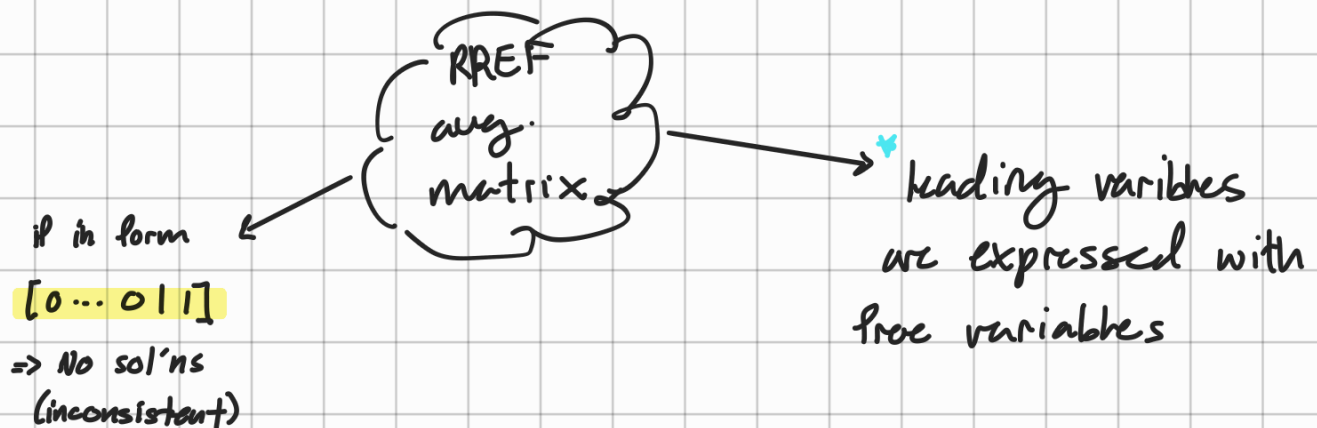 RREF
aug.
matrix
if in form
[0 ... 0 | 1]
=> No sol'ns
(inconsistent)
* leading varibles
are expressed with
free variables